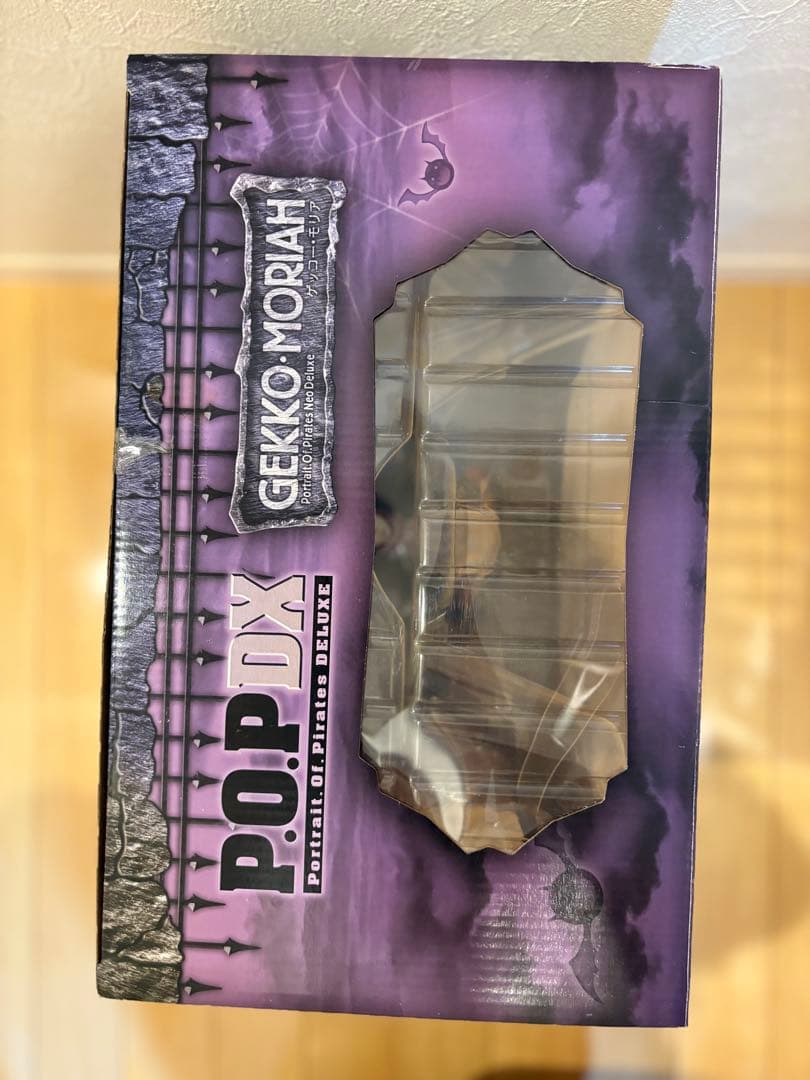 P.O.P DX
Portrait.Of.Pirates DELUXE
GEKKO・MORIAH
ゲッコー・モリア
Portrait.Of.Pirates Neo Deluxe